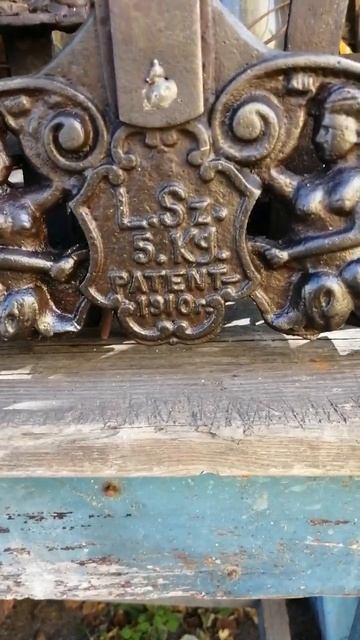 L.Sz.
5.Kg.
PATENT-
1910.